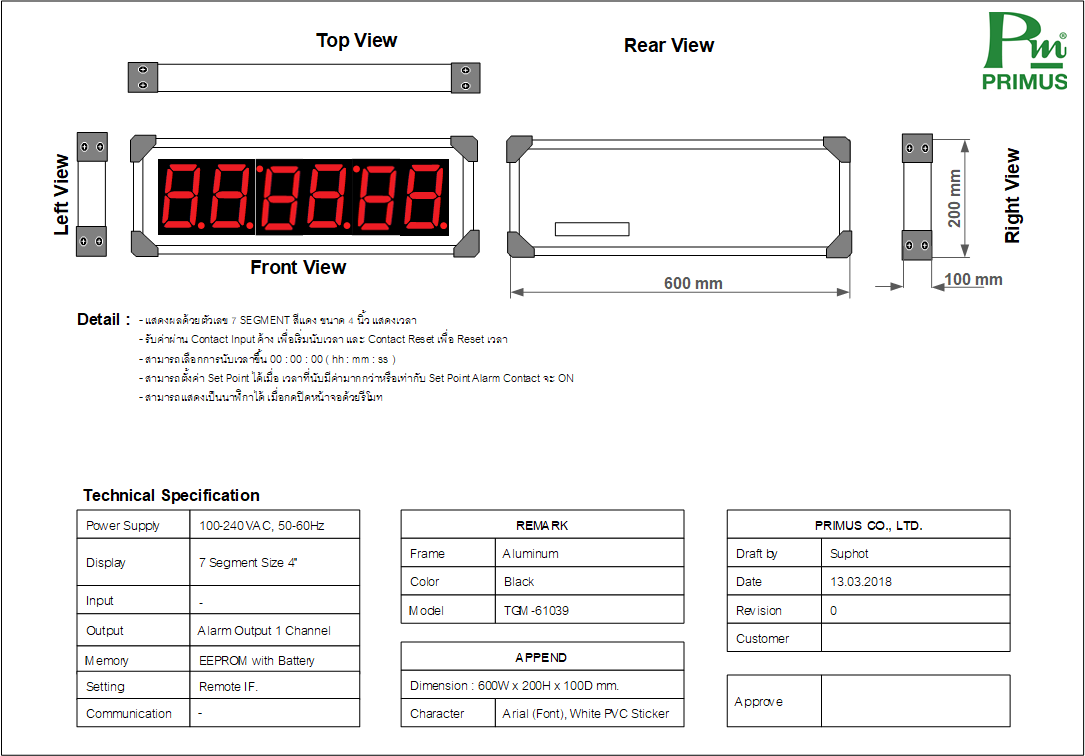 Top View
Rear View
Pm®
PRIMUS
Left View
8.8.8.8.8.8.
Front View
600 mm
200 mm
100 mm
Right View
Detail : - แสดงผลด้วยตัวเลข 7 SEGMENT สีแดง ขนาด 4 นิ้ว แสดงเวลา
- รับค่าผ่าน Contact Input ค้าง เพื่อเริ่มนับเวลา และ Contact Reset เพื่อ Reset เวลา
- สามารถเลือกการนับเวลาขึ้น 00 : 00 : 00 ( hh : mm : ss )
- สามารถตั้งค่า Set Point ได้เมื่อ เวลาที่นับมีค่ามากกว่าหรือเท่ากับ Set Point Alarm Contact จะ ON
- สามารถแสดงเป็นนาฬิกาได้ เมื่อกดปิดหน้าจอด้วยรีโมท
Technical Specification
Power Supply 100-240 VAC, 50-60Hz
Display 7 Segment Size 4"
Input -
Output Alarm Output 1 Channel
Memory EEPROM with Battery
Setting Remote IF.
Communication -
REMARK
Frame Aluminum
Color Black
Model TGM-61039
APPEND
Dimension : 600W x 200H x 100D mm.
Character Arial (Font), White PVC Sticker
PRIMUS CO., LTD.
Draft by Suphot
Date 13.03.2018
Revision 0
Customer
Approve